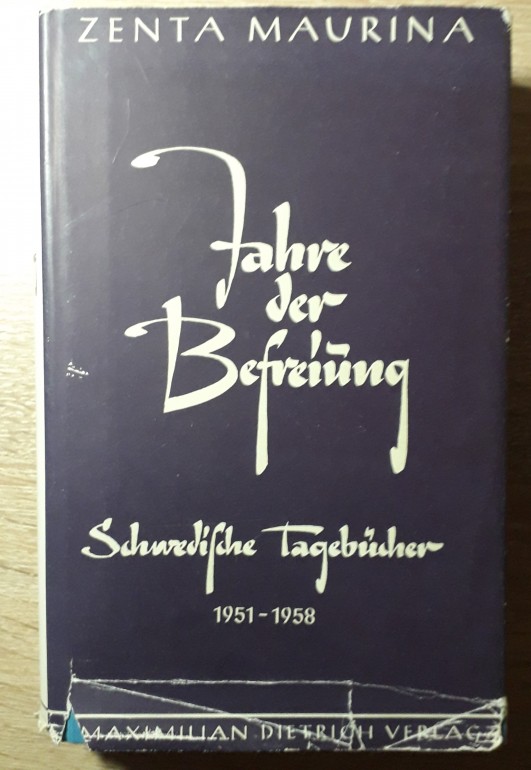 ZENTA MAURINA
Jahre
der
Befreiung
Schwedische Tagebücher
1951-1958
MAXIMILIAN DIETRICH VERLAG